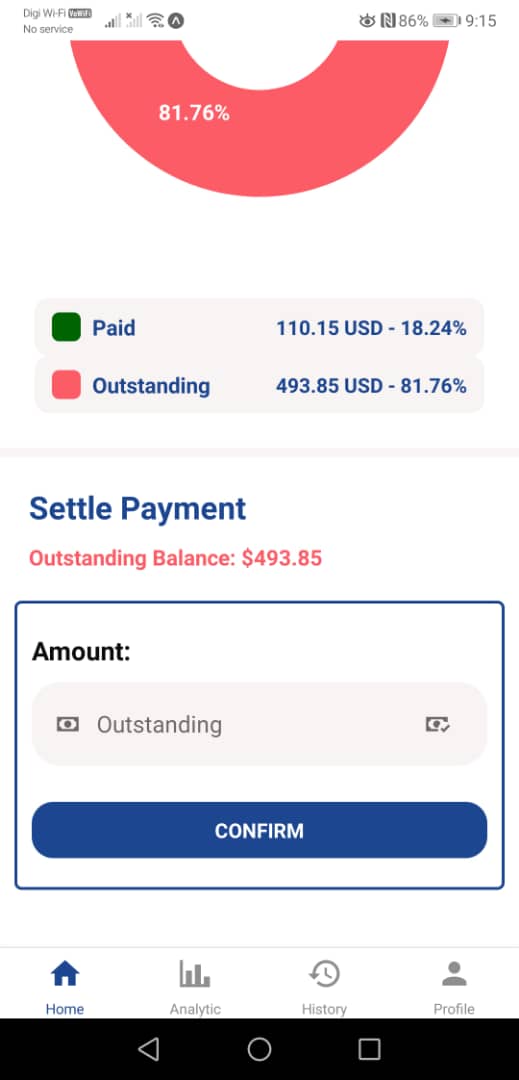 Digi Wi-Fi VoWiFi
No service
86%
9:15
81.76%
Paid 110.15 USD - 18.24%
Outstanding 493.85 USD - 81.76%
Settle Payment
Outstanding Balance: $493.85
Amount:
Outstanding
CONFIRM
Home Analytic History Profile